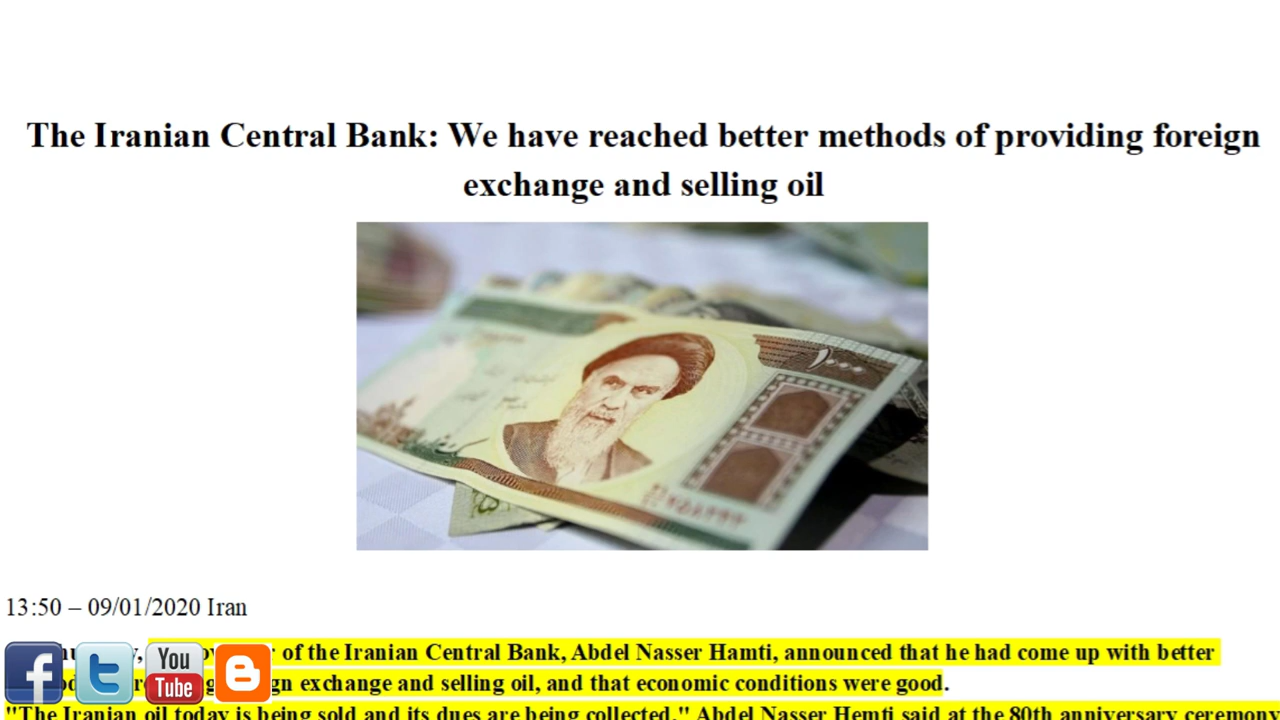 The Iranian Central Bank: We have reached better methods of providing foreign
exchange and selling oil
۱۰۰۰
13:50 – 09/01/2020 Iran
of the Iranian Central Bank, Abdel Nasser Hamti, announced that he had come up with better
exchange and selling oil, and that economic conditions were good.
"The Iranian oil today is being sold and its dues are being collected," Abdel Nasser Hemti said at the 80th anniversary ceremony
You
Tube